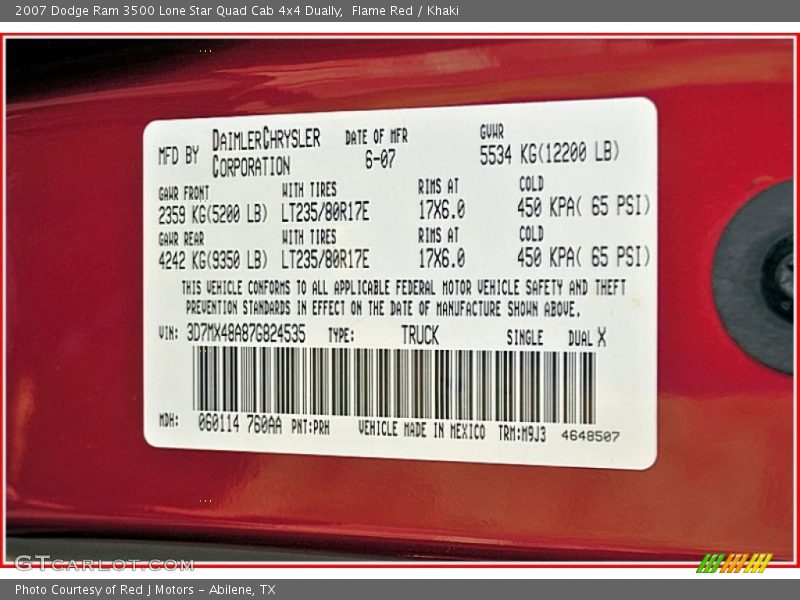 2007 Dodge Ram 3500 Lone Star Quad Cab 4x4 Dually, Flame Red / Khaki
MFD BY DAIMLERCHRYSLER CORPORATION DATE OF MFR 6-07 GVWR 5534 KG(12200 LB)
GAWR FRONT WITH TIRES RIMS AT COLD
2359 KG(5200 LB) LT235/80R17E 17X6.0 450 KPA( 65 PSI)
GAWR REAR WITH TIRES RIMS AT COLD
4242 KG(9350 LB) LT235/80R17E 17X6.0 450 KPA( 65 PSI)
THIS VEHICLE CONFORMS TO ALL APPLICABLE FEDERAL MOTOR VEHICLE SAFETY AND THEFT
PREVENTION STANDARDS IN EFFECT ON THE DATE OF MANUFACTURE SHOWN ABOVE.
VIN: 3D7MX48A87G824535 TYPE: TRUCK SINGLE DUAL X
MDH: 060114 760AA PNT:PRH VEHICLE MADE IN MEXICO TRM:M9J3 4648507
GTCARLOT.COM
Photo Courtesy of Red J Motors – Abilene, TX